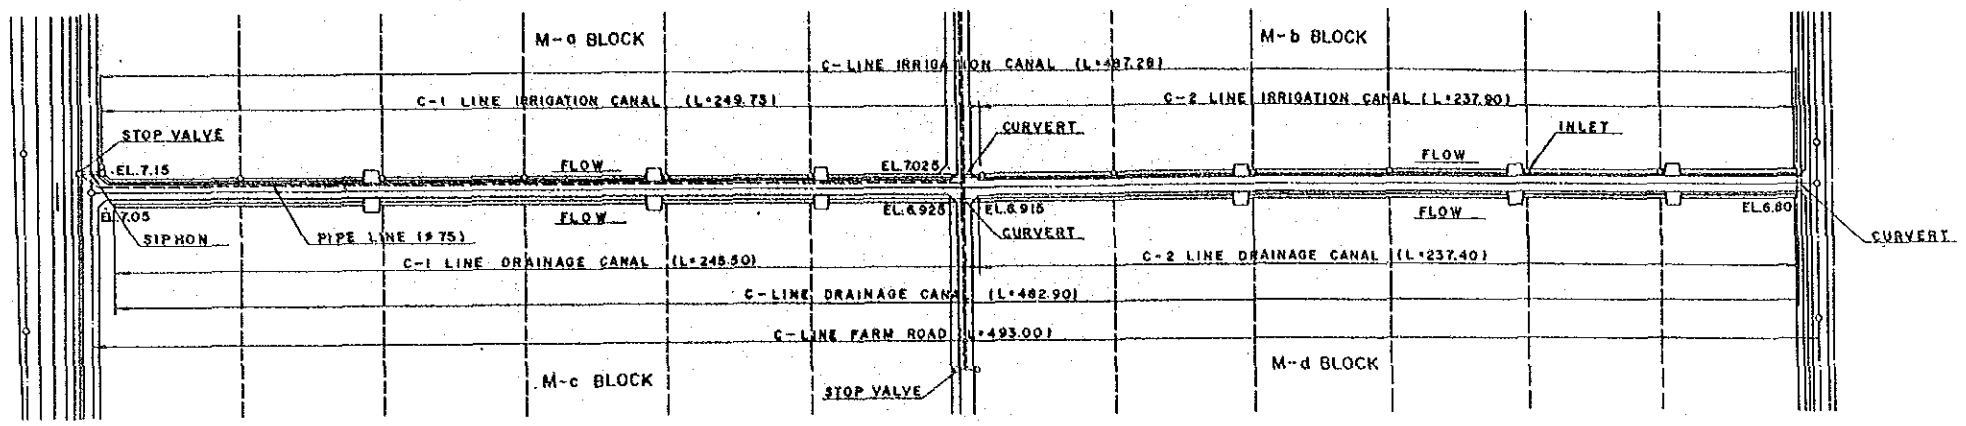 M-a BLOCK
M-b BLOCK
C-LINE IRRIGATION CANAL (L=487.28)
C-1 LINE IRRIGATION CANAL (L=249.75)
C-2 LINE IRRIGATION CANAL (L=237.90)
STOP VALVE
CURVERT
INLET
EL.7.15
FLOW
EL.7.025
FLOW
EL.7.05
FLOW
EL.6.925
EL.6.915
FLOW
EL.6.80
SIPHON
PIPE LINE (φ75)
CURVERT
CURVERT
C-1 LINE DRAINAGE CANAL (L=245.50)
C-2 LINE DRAINAGE CANAL (L=237.40)
C-LINE DRAINAGE CANAL (L=482.90)
C-LINE FARM ROAD (L=493.00)
M-c BLOCK
M-d BLOCK
STOP VALVE